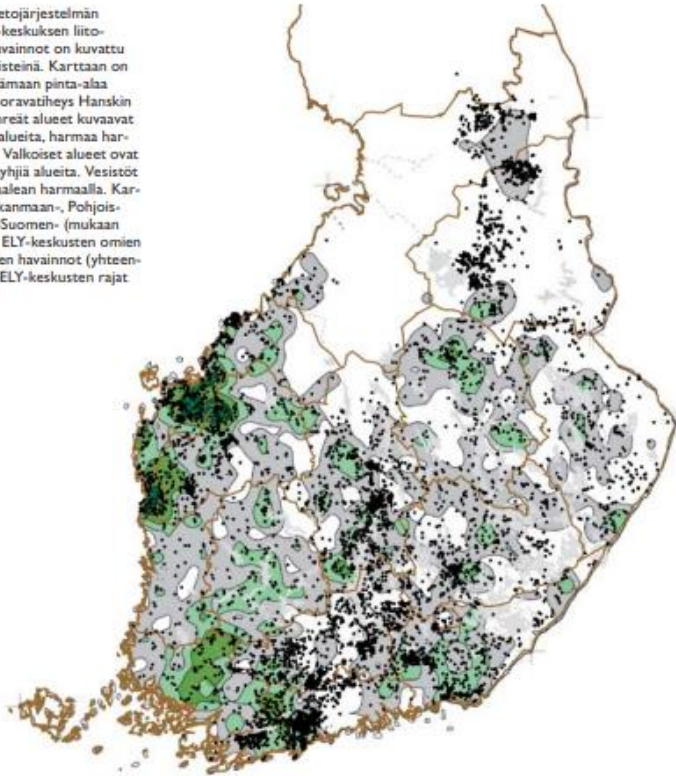 etojärjestelmän
-keskuksen liito-
vainnot on kuvattu
isteinä. Karttaan on
ämaan pinta-alaa
oravatiheys Hanskin
reät alueet kuvaavat
alueita, harmaa har-
Valkoiset alueet ovat
yhjiä alueita. Vesistöt
alean harmaalla. Kar-
kanmaan-, Pohjois-
Suomen- (mukaan
ELY-keskusten omien
en havainnot (yhteen-
ELY-keskusten rajat